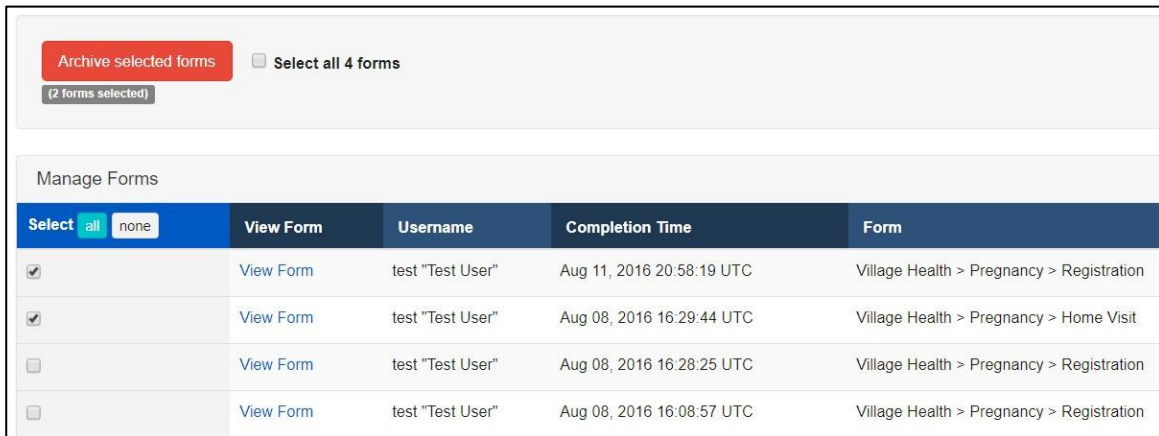 Archive selected forms Select all 4 forms
(2 forms selected)
Manage Forms
Select all none View Form Username Completion Time Form
View Form test "Test User" Aug 11, 2016 20:58:19 UTC Village Health > Pregnancy > Registration
View Form test "Test User" Aug 08, 2016 16:29:44 UTC Village Health > Pregnancy > Home Visit
View Form test "Test User" Aug 08, 2016 16:28:25 UTC Village Health > Pregnancy > Registration
View Form test "Test User" Aug 08, 2016 16:08:57 UTC Village Health > Pregnancy > Registration